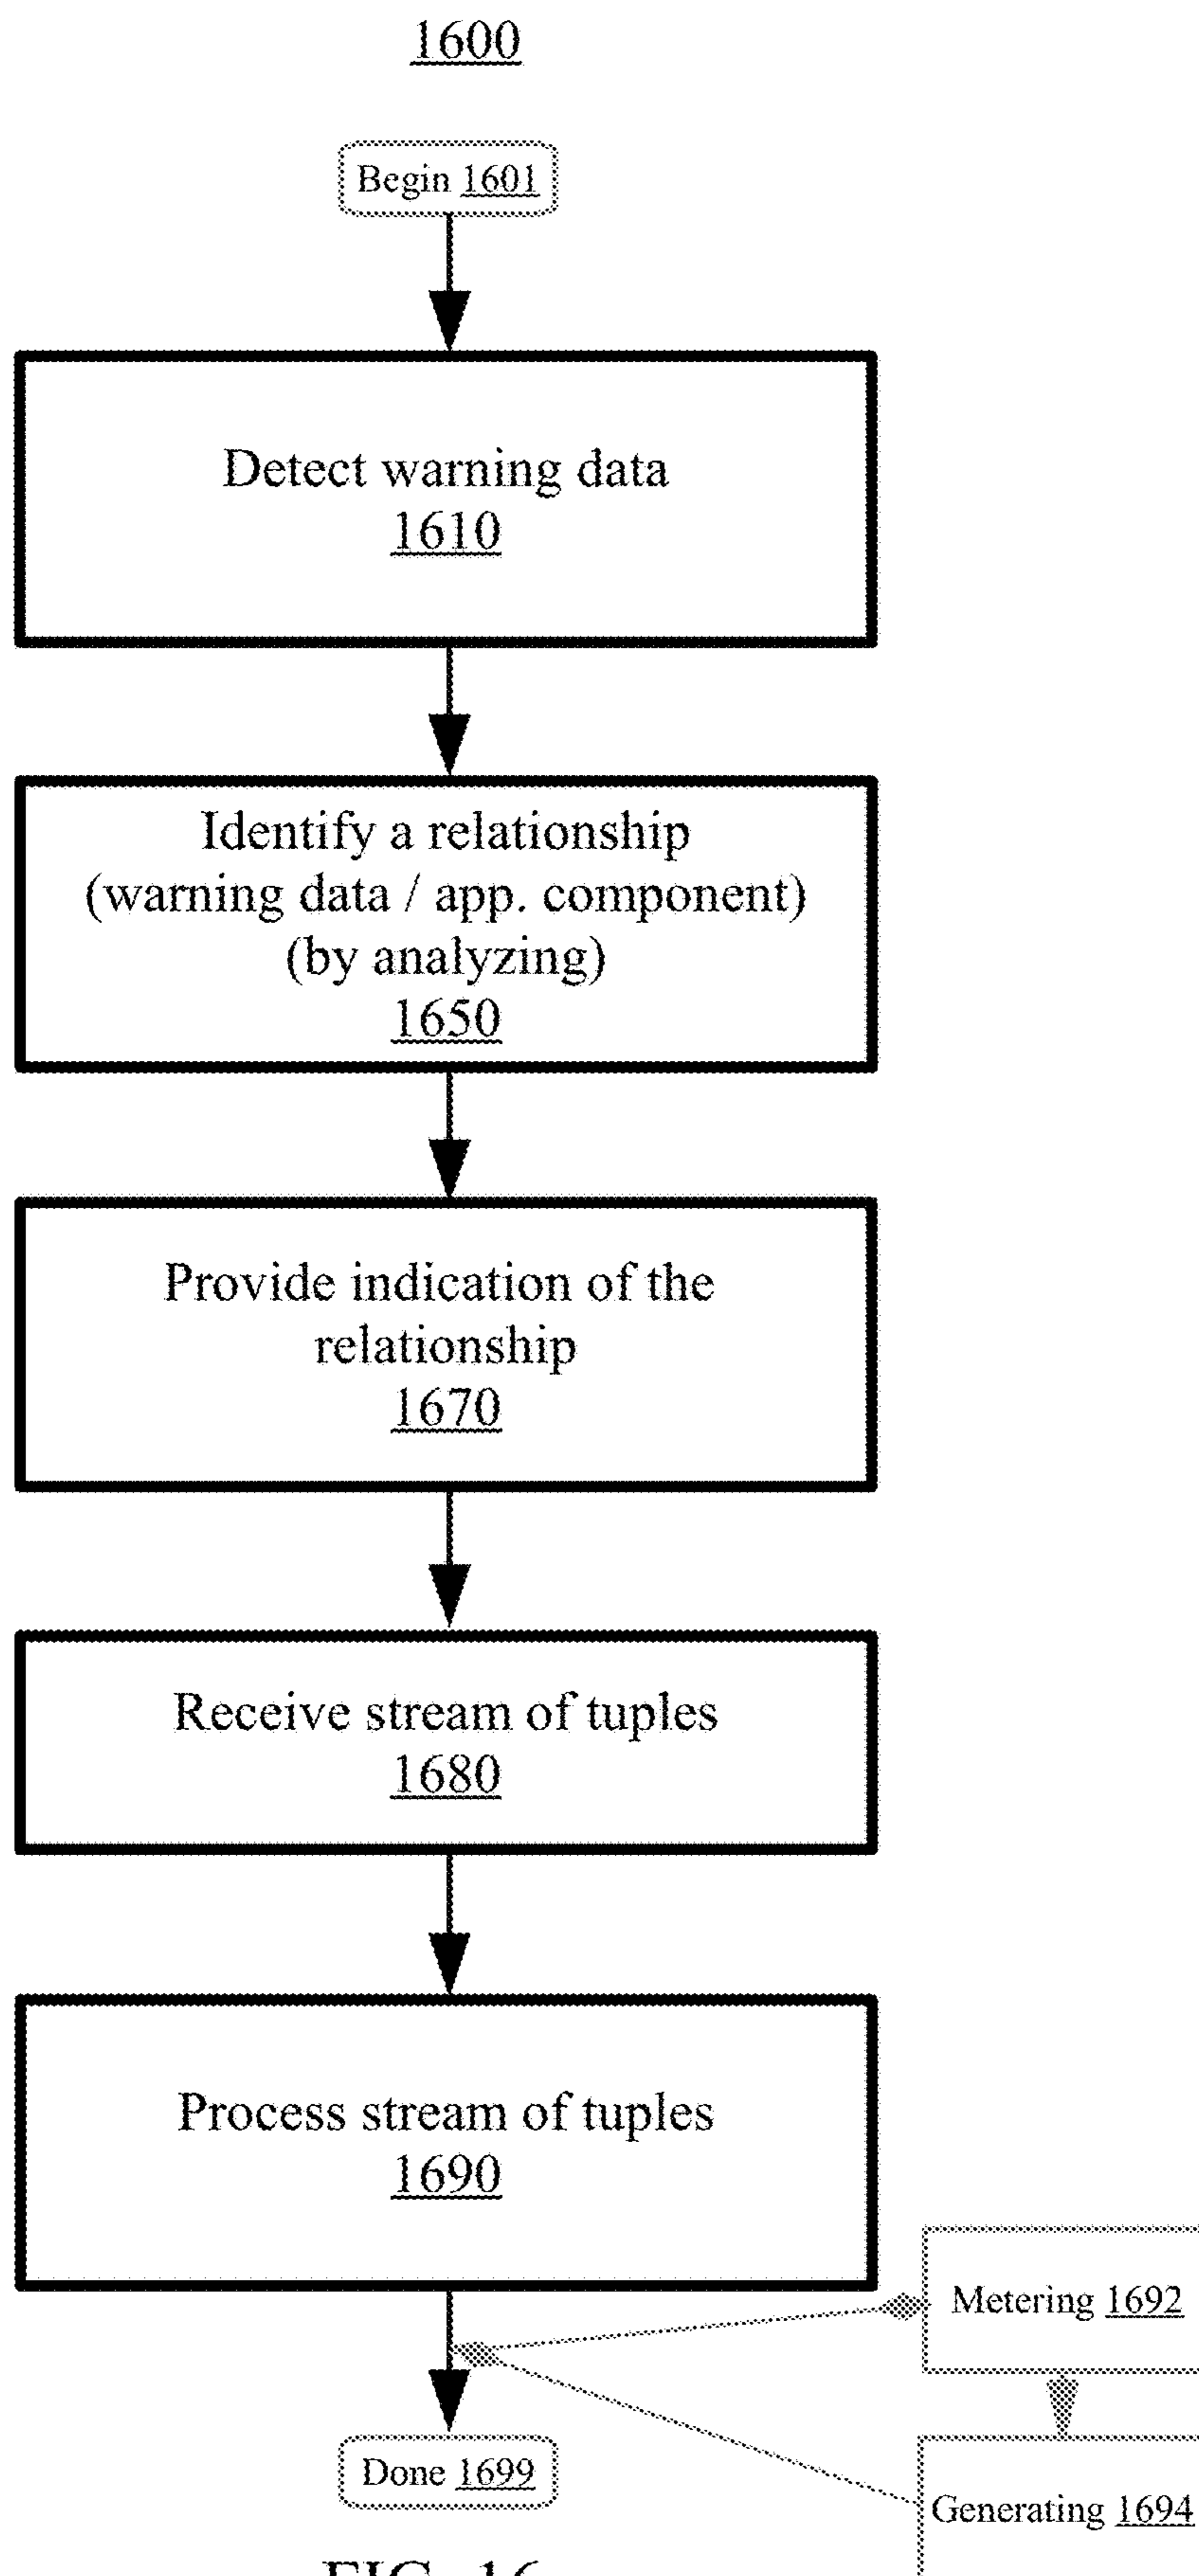 1600
Begin 1601
Detect warning data
1610
Identify a relationship
(warning data / app. component)
(by analyzing)
1650
Provide indication of the
relationship
1670
Receive stream of tuples
1680
Process stream of tuples
1690
Metering 1692
Done 1699
Generating 1694
FIG. 16